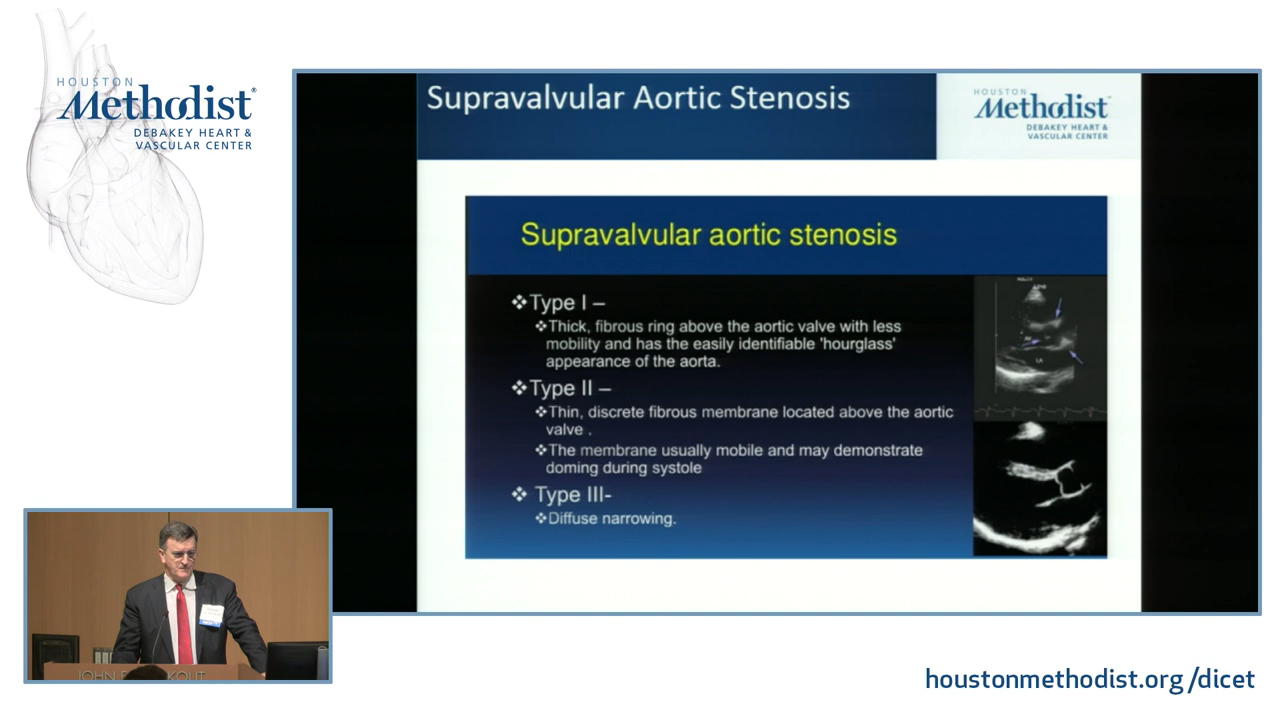 HOUSTON
Methodist®
DEBAKEY HEART &
VASCULAR CENTER
Supravalvular Aortic Stenosis
HOUSTON
Methodist
DEBAKEY HEART &
VASCULAR CENTER
Supravalvular aortic stenosis
❖Type I –
❖Thick, fibrous ring above the aortic valve with less
mobility and has the easily identifiable 'hourglass'
appearance of the aorta.
❖Type II –
❖Thin, discrete fibrous membrane located above the aortic
valve .
❖The membrane usually mobile and may demonstrate
doming during systole
❖ Type III-
❖Diffuse narrowing.
LA
JOHN
houstonmethodist.org/dicet